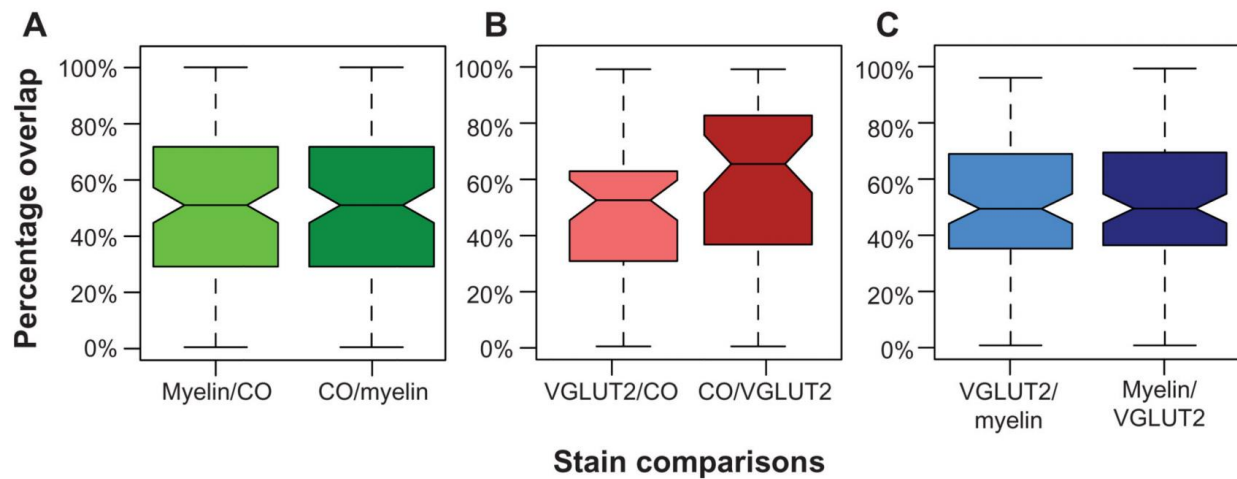 A
B
C
Percentage overlap
100%
80%
60%
40%
20%
0%
Myelin/CO
CO/myelin
100%
80%
60%
40%
20%
0%
VGLUT2/CO
CO/VGLUT2
100%
80%
60%
40%
20%
0%
VGLUT2/
myelin
Myelin/
VGLUT2
Stain comparisons